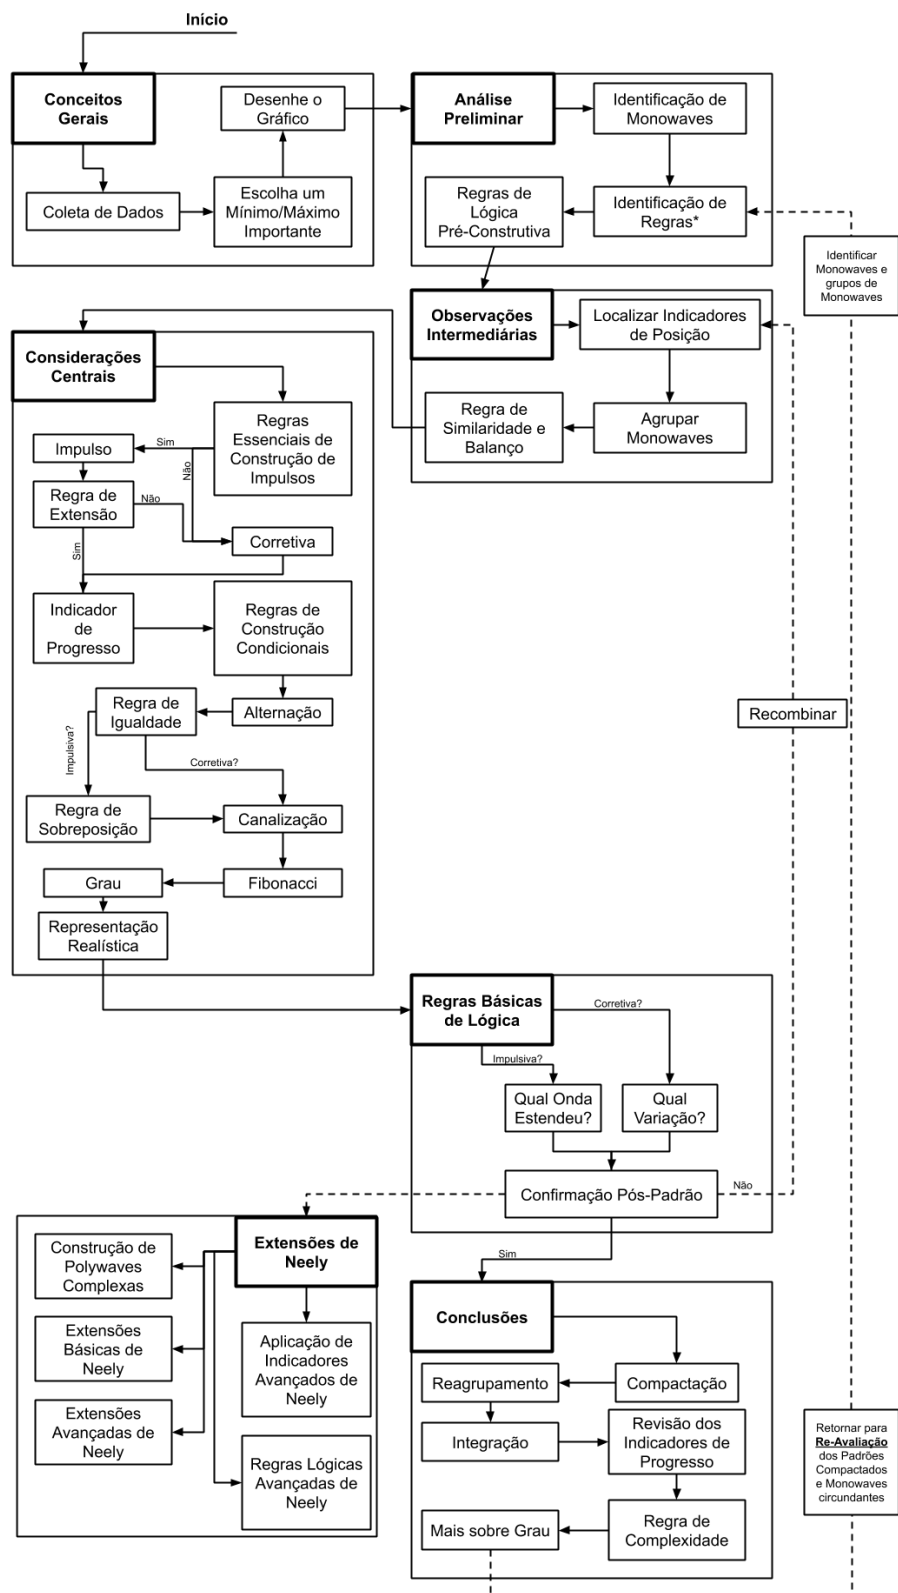 Início
Conceitos
Gerais
Desenhe o
Gráfico
Coleta de Dados
Escolha um
Mínimo/Máximo
Importante
Análise
Preliminar
Identificação de
Monowaves
Regras de
Lógica
Pré-Construtiva
Identificação de
Regras*
Identificar
Monowaves e
grupos de
Monowaves
Observações
Intermediárias
Localizar Indicadores
de Posição
Regra de
Similaridade e
Balanço
Agrupar
Monowaves
Considerações
Centrais
Regras
Essenciais de
Construção de
Impulsos
Sim
Não
Impulso
Regra de
Extensão
Não
Sim
Corretiva
Indicador
de
Progresso
Regras de
Construção
Condicionais
Regra de
Igualdade
Alternação
Impulsiva?
Corretiva?
Regra de
Sobreposição
Canalização
Grau
Fibonacci
Representação
Realística
Recombinar
Regras Básicas
de Lógica
Corretiva?
Impulsiva?
Qual Onda
Estendeu?
Qual
Variação?
Confirmação Pós-Padrão
Não
Sim
Extensões de
Neely
Construção de
Polywaves
Complexas
Extensões
Básicas de
Neely
Aplicação de
Indicadores
Avançados de Neely
Extensões
Avançadas de
Neely
Regras Lógicas
Avançadas de
Neely
Conclusões
Reagrupamento
Compactação
Integração
Revisão dos
Indicadores de
Progresso
Mais sobre Grau
Regra de
Complexidade
Retornar para
Re-Avaliação
dos Padrões
Compactados
e Monowaves
circundantes